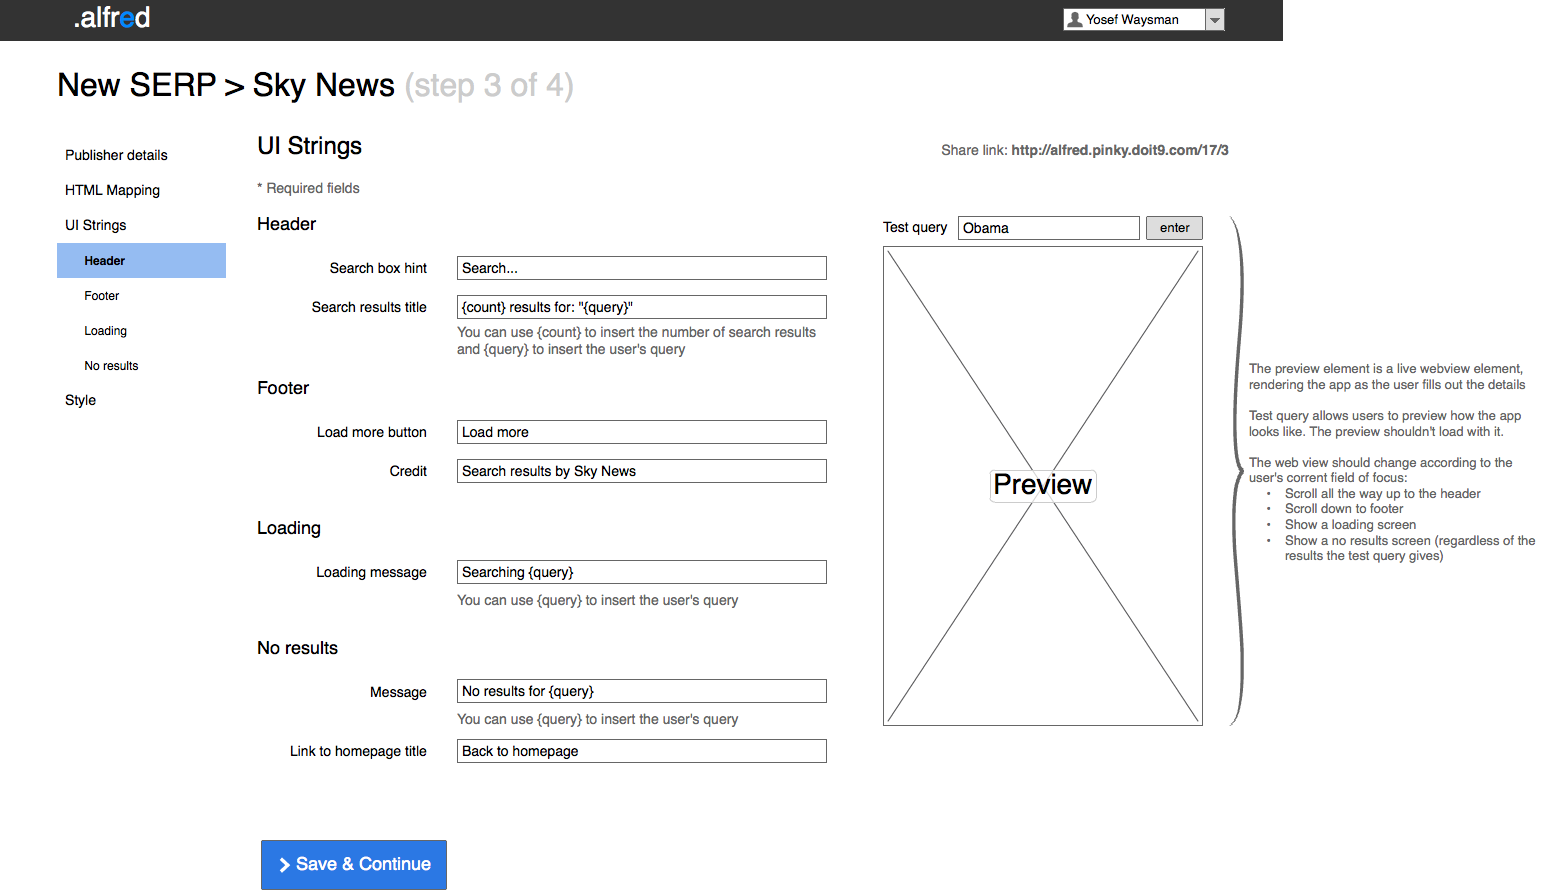 .alfred
Yosef Waysman
New SERP > Sky News (step 3 of 4)
Publisher details
HTML Mapping
UI Strings
Header
Footer
Loading
No results
Style
UI Strings
* Required fields
Header
Search box hint
Search...
Search results title
{count} results for: "{query}"
You can use {count} to insert the number of search results
and {query} to insert the user's query
Footer
Load more button
Load more
Credit
Search results by Sky News
Loading
Loading message
Searching {query}
You can use {query} to insert the user's query
No results
Message
No results for {query}
You can use {query} to insert the user's query
Link to homepage title
Back to homepage
Save & Continue
Share link: http://alfred.pinky.doit9.com/17/3
Test query
Obama
enter
Preview
The preview element is a live webview element,
rendering the app as the user fills out the details
Test query allows users to preview how the app
looks like. The preview shouldn't load with it.
The web view should change according to the
user's corrent field of focus:
• Scroll all the way up to the header
• Scroll down to footer
• Show a loading screen
• Show a no results screen (regardless of the
results the test query gives)